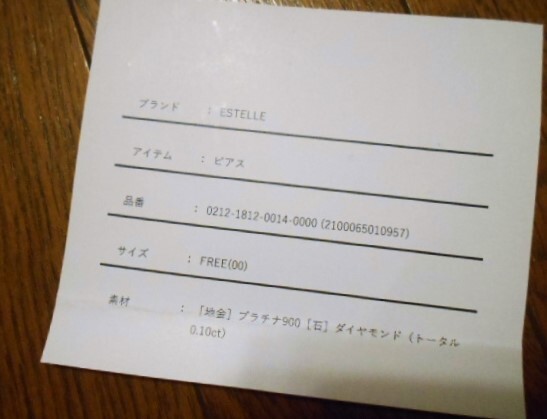 ブランド : ESTELLE
アイテム : ピアス
品番 : 0212-1812-0014-0000 (2100065010957)
サイズ : FREE(00)
素材 : [地金] プラチナ900 [石] ダイヤモンド (トータル
0.10ct)